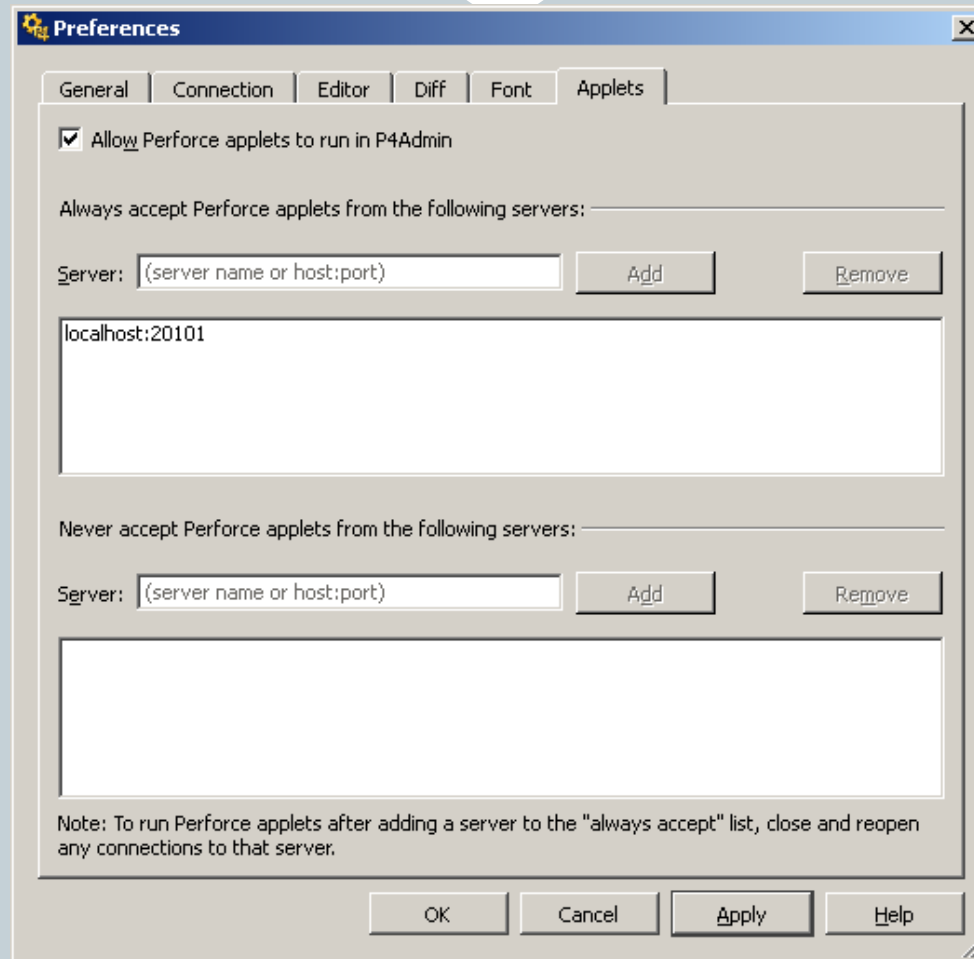 Preferences
General Connection Editor Diff Font Applets
Allow Perforce applets to run in P4Admin
Always accept Perforce applets from the following servers:
Server: (server name or host:port) Add Remove
localhost:20101
Never accept Perforce applets from the following servers:
Server: (server name or host:port) Add Remove
Note: To run Perforce applets after adding a server to the "always accept" list, close and reopen
any connections to that server.
OK Cancel Apply Help